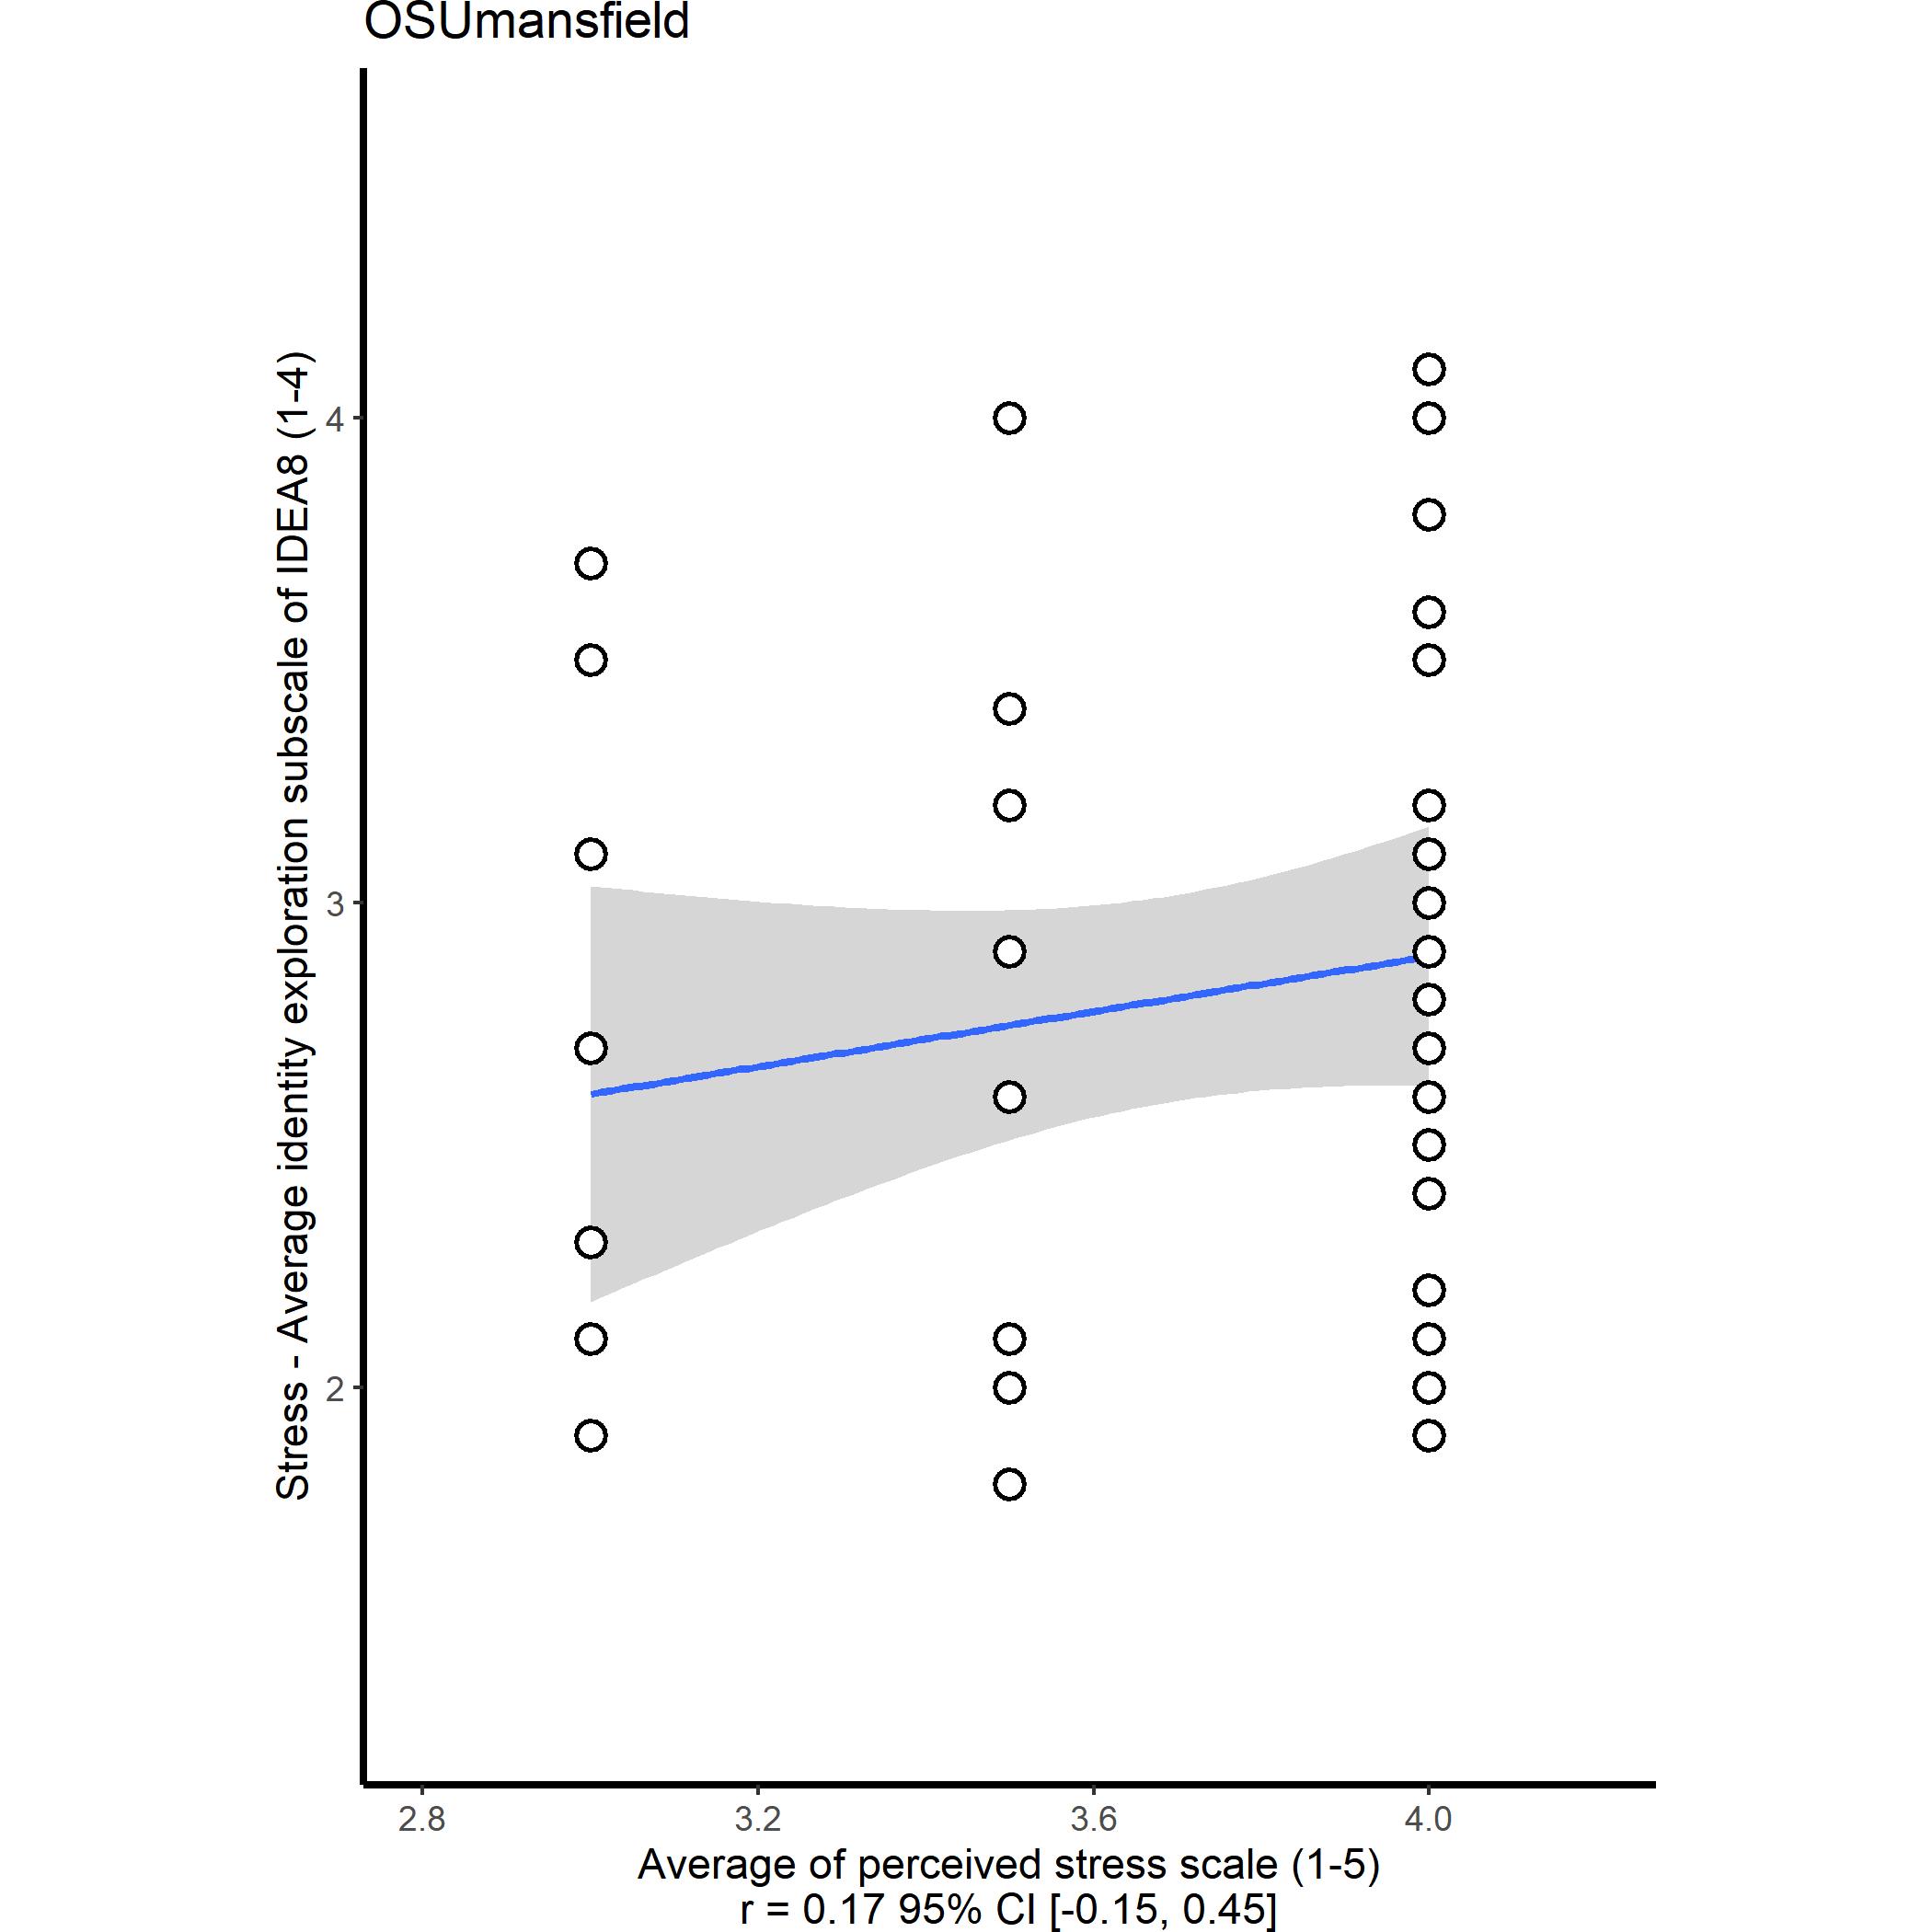 OSUmansfield
Stress - Average identity exploration subscale of IDEA8 (1-4)
4
3
2
2.8
3.2
3.6
4.0
Average of perceived stress scale (1-5)
r = 0.17 95% CI [-0.15, 0.45]